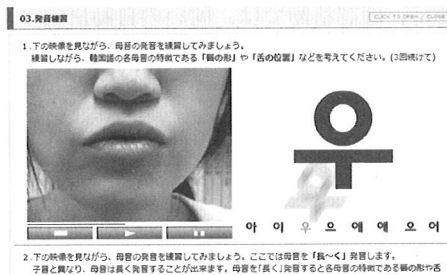 03.発音練習
CLICK TO OPEN / CLOSE
1.下の映像を見ながら、母音の発音を練習してみましょう。
練習しながら、韓国語の各母音の特徴である「唇の形」や「舌の位置」などを考えてください。(3回続けて)
우
아 이 우 으 애 에 오 어
2.下の映像を見ながら、母音の発音を練習してみましょう。ここでは母音を「長〜く」発音します。
子音と異なり、母音は長く発音することが出来ます。母音を「長く」発音すると各母音の特徴である唇の形や舌